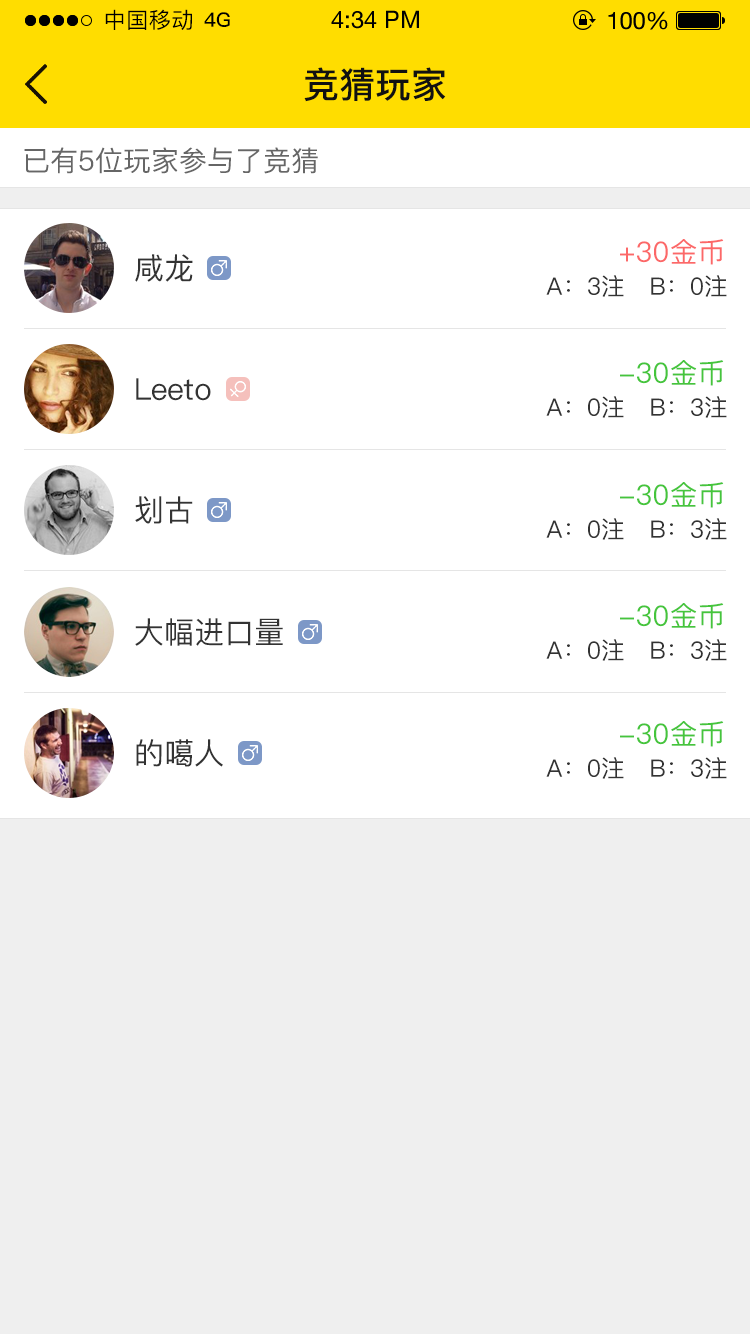 中国移动 4G 4:34 PM 100%
竞猜玩家
已有5位玩家参与了竞猜
咸龙 +30金币
A：3注 B：0注
Leeto –30金币
A：0注 B：3注
划古 –30金币
A：0注 B：3注
大幅进口量 –30金币
A：0注 B：3注
的噶人 –30金币
A：0注 B：3注